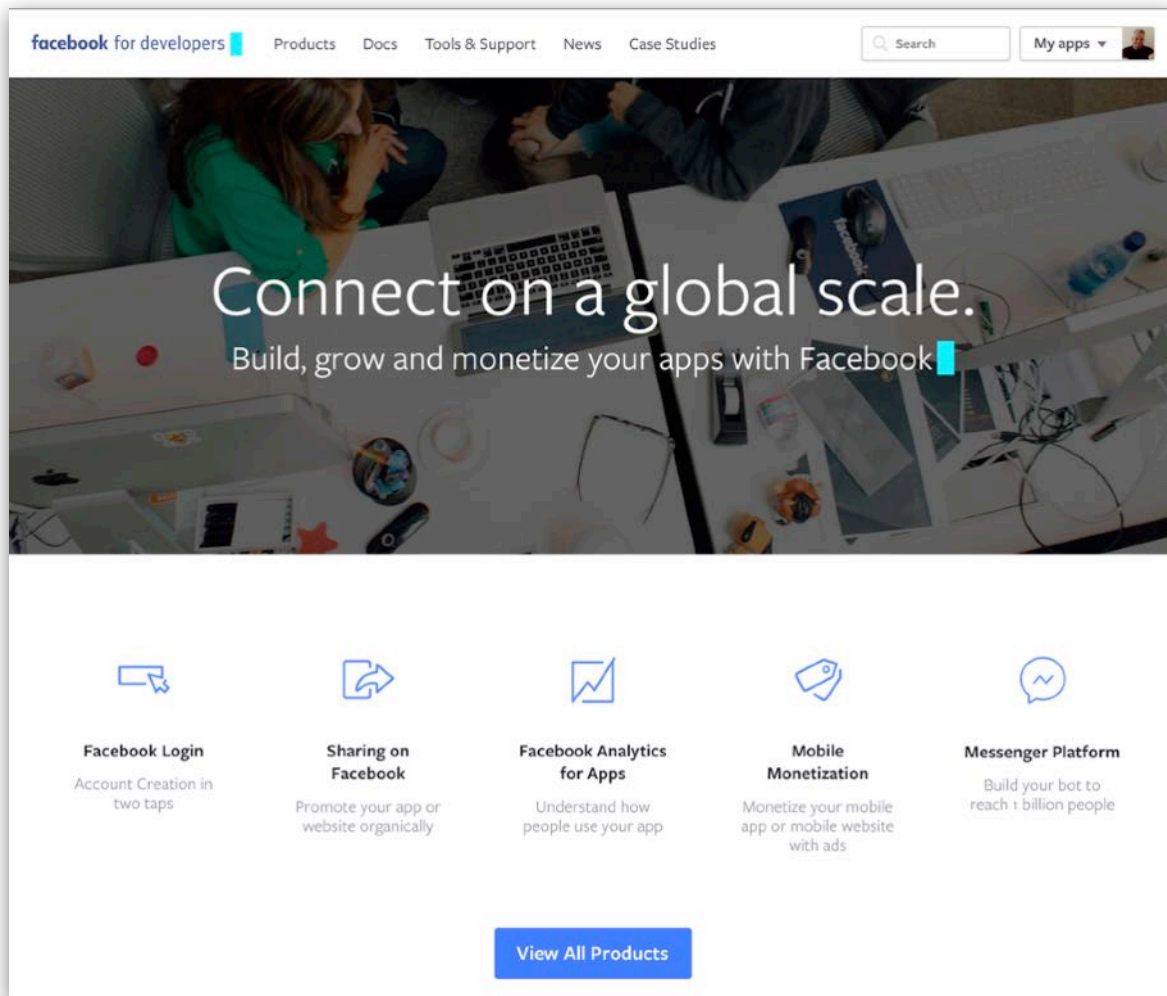 facebook for developers
Products
Docs
Tools & Support
News
Case Studies
Search
My apps
facebook
Connect on a global scale.
Build, grow and monetize your apps with Facebook
Facebook Login
Account Creation in
two taps
Sharing on
Facebook
Promote your app or
website organically
Facebook Analytics
for Apps
Understand how
people use your app
Mobile
Monetization
Monetize your mobile
app or mobile website
with ads
Messenger Platform
Build your bot to
reach 1 billion people
View All Products